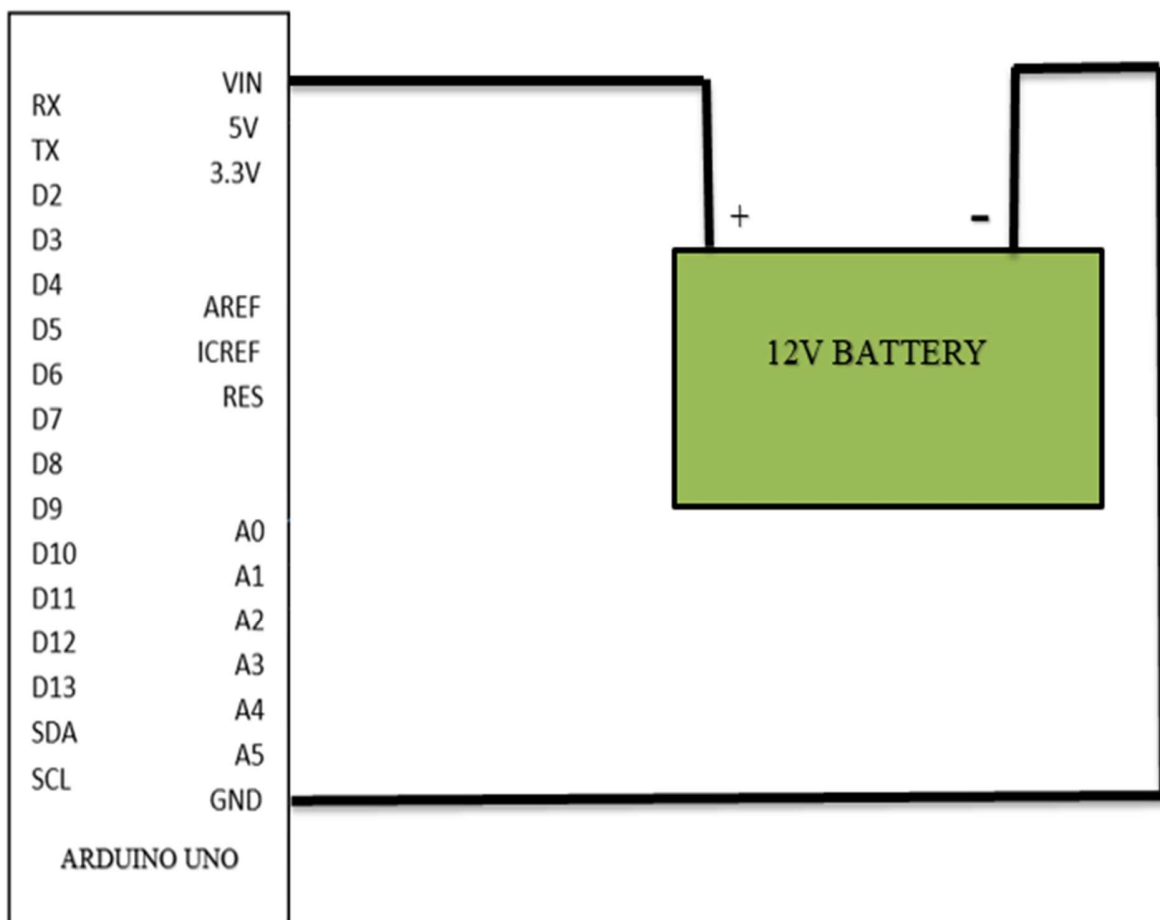 VIN
RX
5V
TX
3.3V
D2
D3
D4
AREF
D5
ICREF
D6
RES
D7
D8
D9
A0
D10
A1
D11
A2
D12
A3
D13
A4
SDA
A5
SCL
GND
ARDUINO UNO
+
-
12V BATTERY